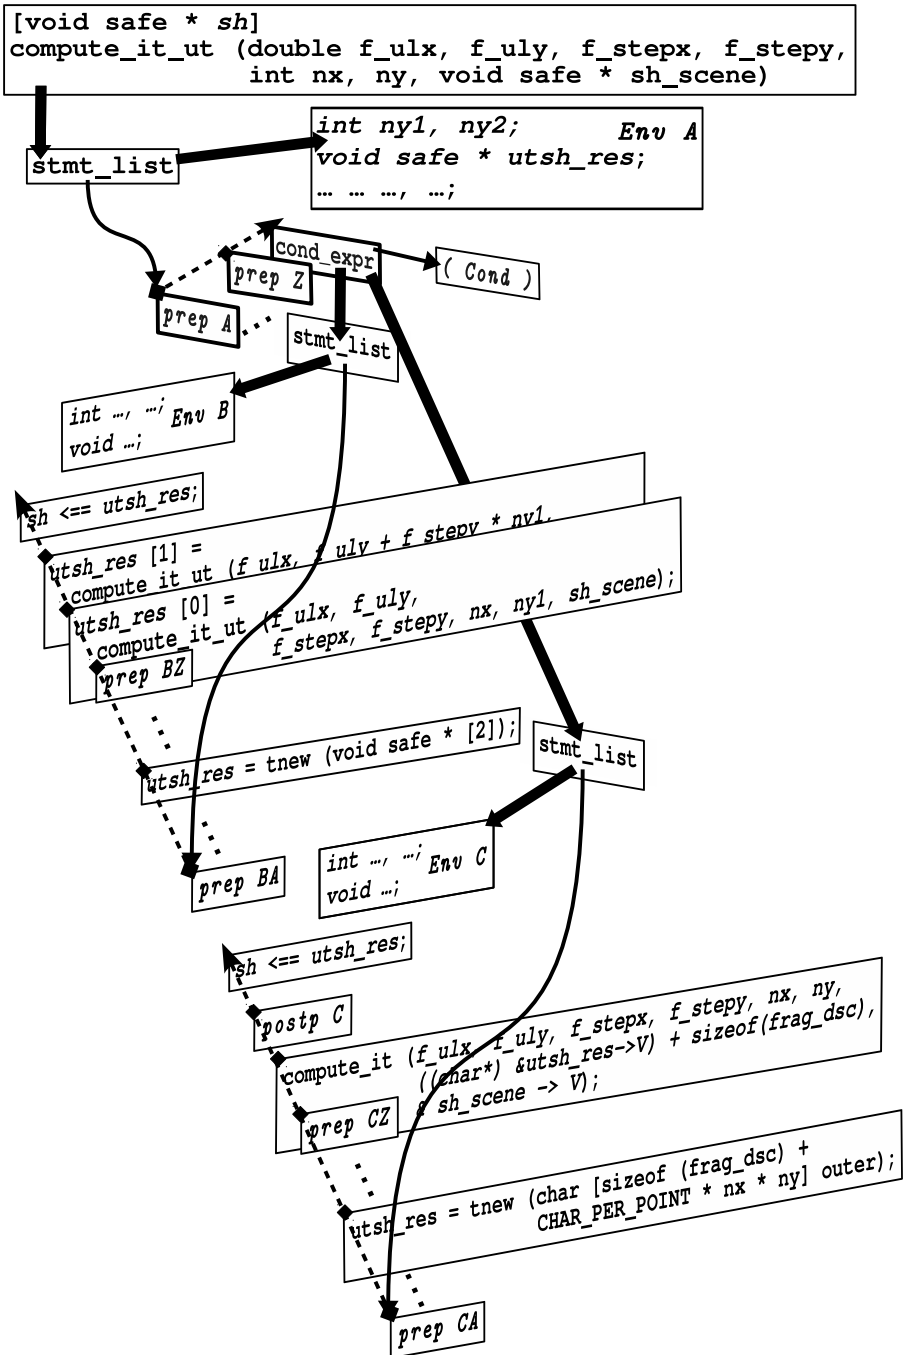 [void safe * sh]
compute_it_ut (double f_ulx, f_uly, f_stepx, f_stepy,
int nx, ny, void safe * sh_scene)
int ny1, ny2; Env A
void safe * utsh_res;
… … …, …;
stmt_list
cond_expr
( Cond )
prep Z
prep A
stmt_list
int …, …; Env B
void …;
sh <== utsh_res;
utsh_res [1] =
compute_it_ut (f_ulx, f_uly + f_stepy * ny1,
utsh_res [0] =
compute_it_ut (f_ulx, f_uly,
f_stepx, f_stepy, nx, ny1, sh_scene);
prep BZ
utsh_res = tnew (void safe * [2]);
stmt_list
prep BA
int …, …; Env C
void …;
sh <== utsh_res;
postp C
compute_it (f_ulx, f_uly, f_stepx, f_stepy, nx, ny,
((char*) &utsh_res->V) + sizeof(frag_dsc),
& sh_scene -> V);
prep CZ
utsh_res = tnew (char [sizeof (frag_dsc) +
CHAR_PER_POINT * nx * ny] outer);
prep CA